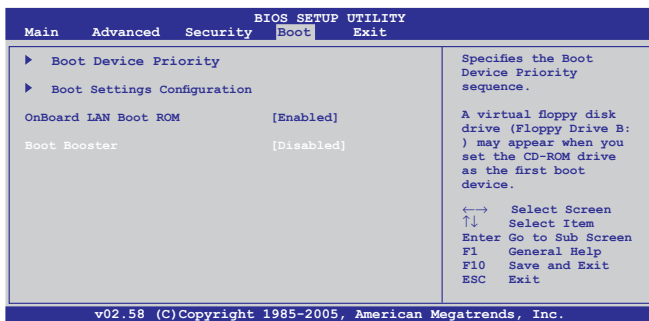 BIOS SETUP UTILITY
Main Advanced Security Boot Exit
Boot Device Priority
Boot Settings Configuration
OnBoard LAN Boot ROM [Enabled]
Boot Booster [Disabled]
Specifies the Boot
Device Priority
sequence.
A virtual floppy disk
drive (Floppy Drive B:
) may appear when you
set the CD-ROM drive
as the first boot
device.
←→ Select Screen
↑↓ Select Item
Enter Go to Sub Screen
F1 General Help
F10 Save and Exit
ESC Exit
v02.58 (C)Copyright 1985-2005, American Megatrends, Inc.